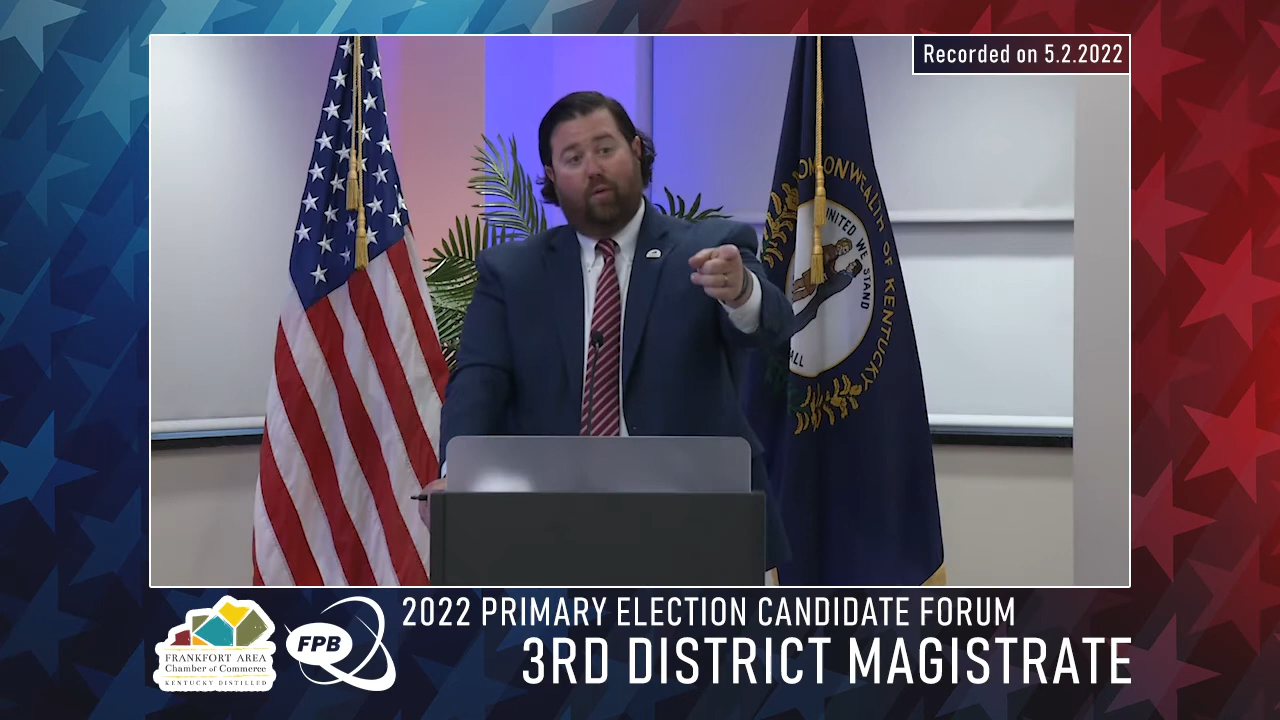 Recorded on 5.2.2022
COMMONWEALTH OF KENTUCKY
UNITED WE STAND
ALL
2022 PRIMARY ELECTION CANDIDATE FORUM
3RD DISTRICT MAGISTRATE
FRANKFORT AREA
Chamber of Commerce
KENTUCKY DISTILLED
FPB